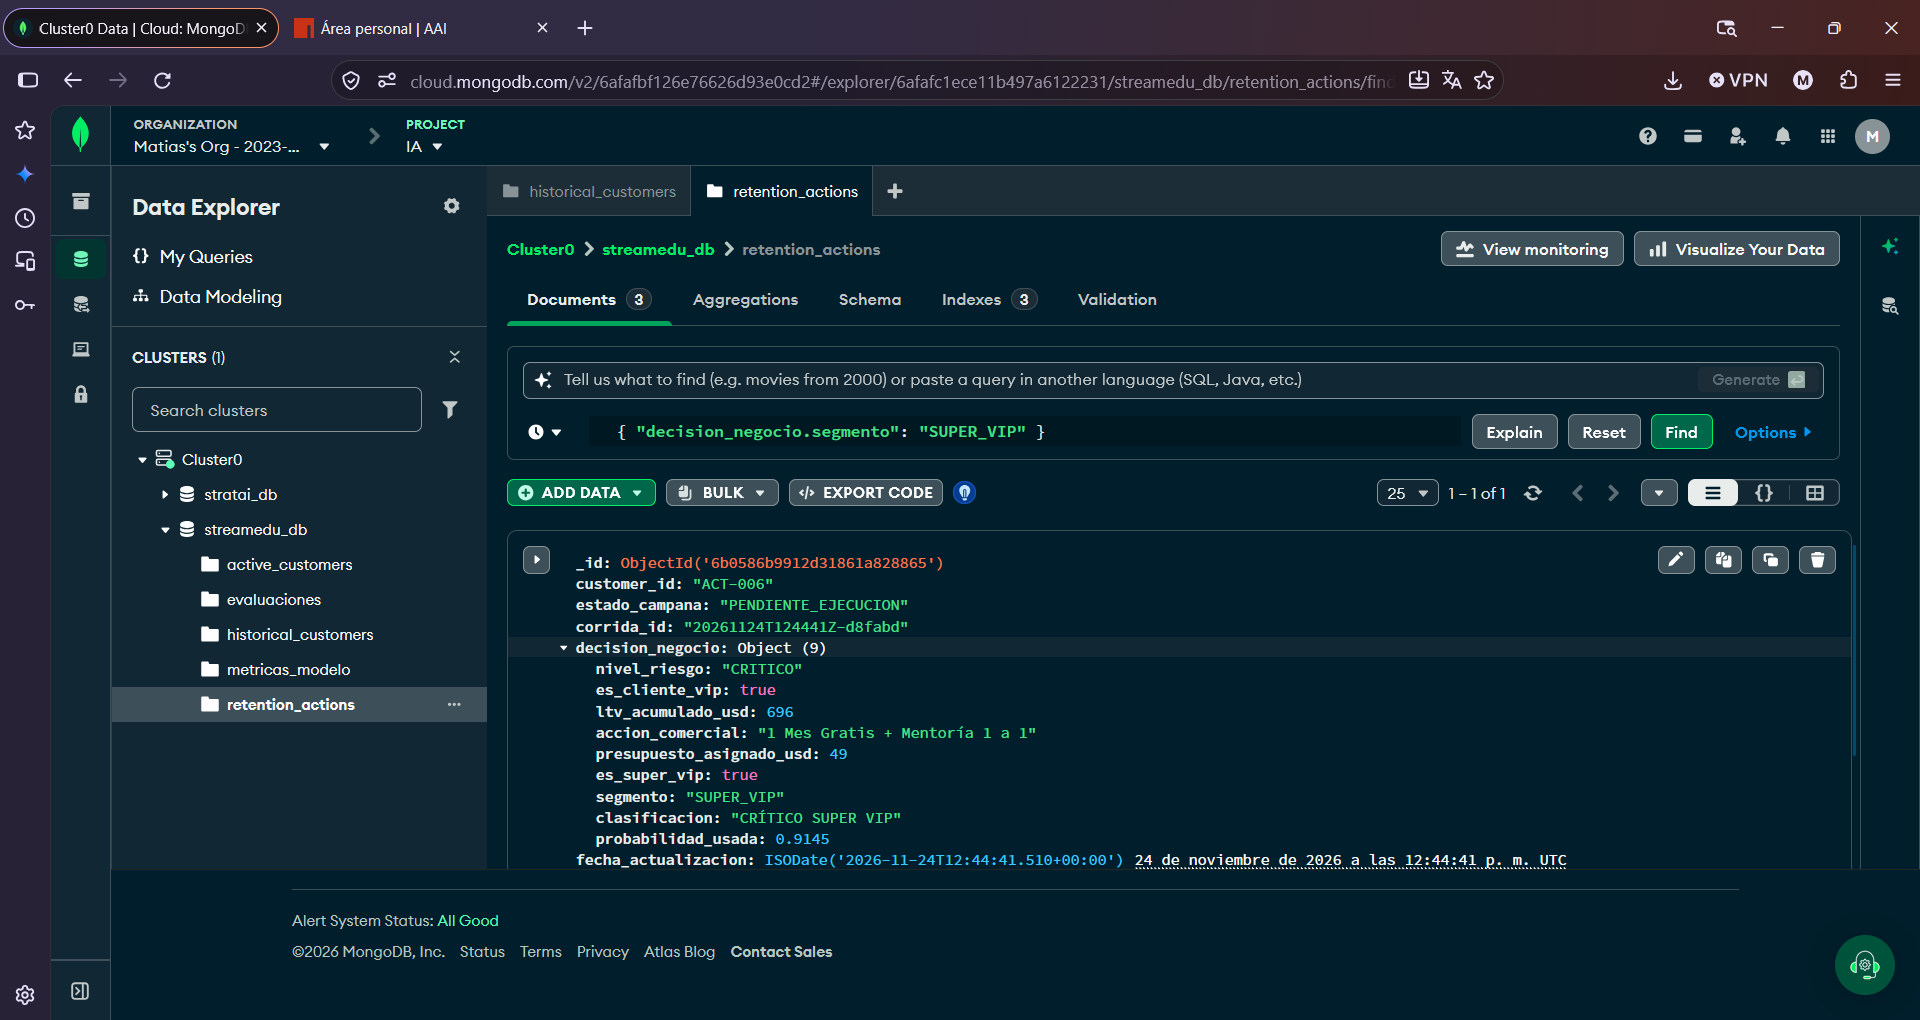 Cluster0 Data | Cloud: MongoD
Área personal | AAI
cloud.mongodb.com/v2/6afafbf126e76626d93e0cd2#/explorer/6afafc1ece11b497a6122231/streamedu_db/retention_actions/find
VPN
M
ORGANIZATION
Matias's Org - 2023-...
PROJECT
IA
M
Data Explorer
My Queries
Data Modeling
CLUSTERS (1)
Search clusters
Cluster0
stratai_db
streamedu_db
active_customers
evaluaciones
historical_customers
metricas_modelo
retention_actions
historical_customers
retention_actions
Cluster0 > streamedu_db > retention_actions
View monitoring
Visualize Your Data
Documents 3
Aggregations
Schema
Indexes 3
Validation
Tell us what to find (e.g. movies from 2000) or paste a query in another language (SQL, Java, etc.)
Generate
{ "decision_negocio.segmento": "SUPER_VIP" }
Explain
Reset
Find
Options
ADD DATA
BULK
EXPORT CODE
25
1 – 1 of 1
_id: ObjectId('6b0586b9912d31861a828865')
customer_id: "ACT-006"
estado_campana: "PENDIENTE_EJECUCION"
corrida_id: "20261124T124441Z-d8fabd"
decision_negocio: Object (9)
nivel_riesgo: "CRITICO"
es_cliente_vip: true
ltv_acumulado_usd: 696
accion_comercial: "1 Mes Gratis + Mentoría 1 a 1"
presupuesto_asignado_usd: 49
es_super_vip: true
segmento: "SUPER_VIP"
clasificacion: "CRÍTICO SUPER VIP"
probabilidad_usada: 0.9145
fecha_actualizacion: ISODate('2026-11-24T12:44:41.510+00:00') 24 de noviembre de 2026 a las 12:44:41 p. m. UTC
Alert System Status: All Good
©2026 MongoDB, Inc.
Status
Terms
Privacy
Atlas Blog
Contact Sales